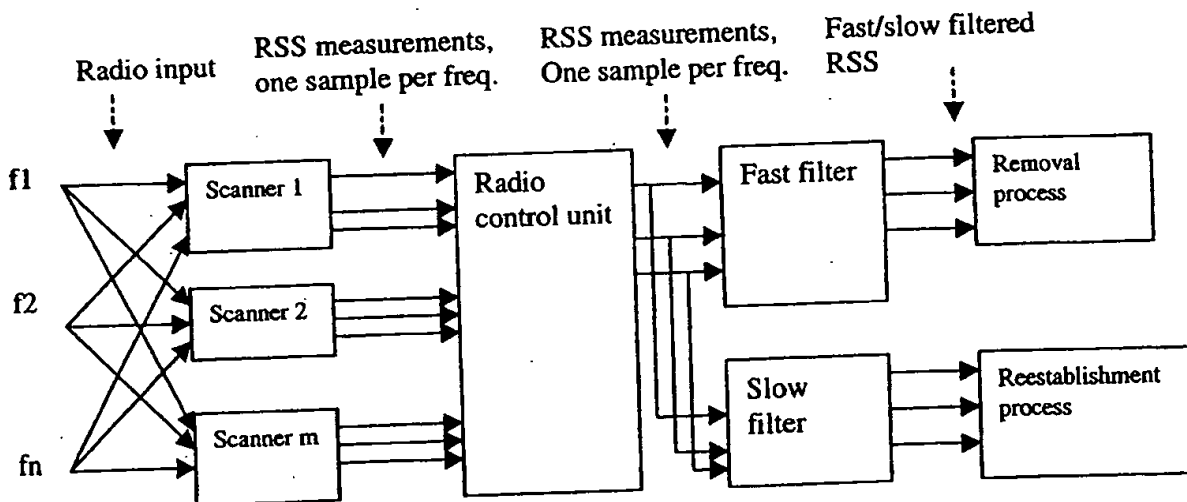 Radio input
RSS measurements,
one sample per freq.
RSS measurements,
One sample per freq.
Fast/slow filtered
RSS
f1
f2
fn
Scanner 1
Scanner 2
Scanner m
Radio
control unit
Fast filter
Slow
filter
Removal
process
Reestablishment
process